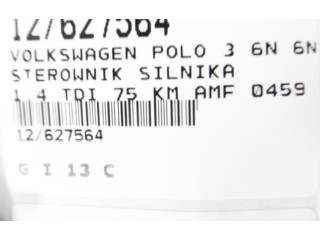 12/627564
VOLKSWAGEN POLO 3 6N 6N
STEROWNIK SILNIKA
1.4 TDI 75 KM AMF 0459
12/627564
G I 13 C